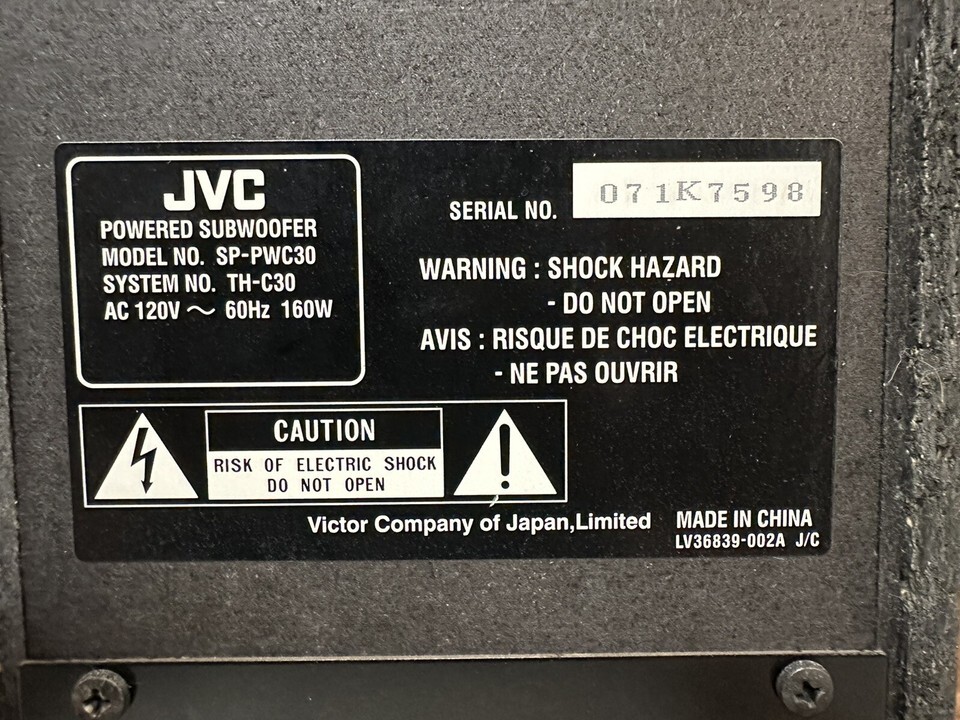 JVC
POWERED SUBWOOFER
MODEL NO. SP-PWC30
SYSTEM NO. TH-C30
AC 120V ~ 60Hz 160W
SERIAL NO. 071K7598
WARNING : SHOCK HAZARD
- DO NOT OPEN
AVIS : RISQUE DE CHOC ELECTRIQUE
- NE PAS OUVRIR
CAUTION
RISK OF ELECTRIC SHOCK
DO NOT OPEN
Victor Company of Japan,Limited
MADE IN CHINA
LV36839-002A J/C